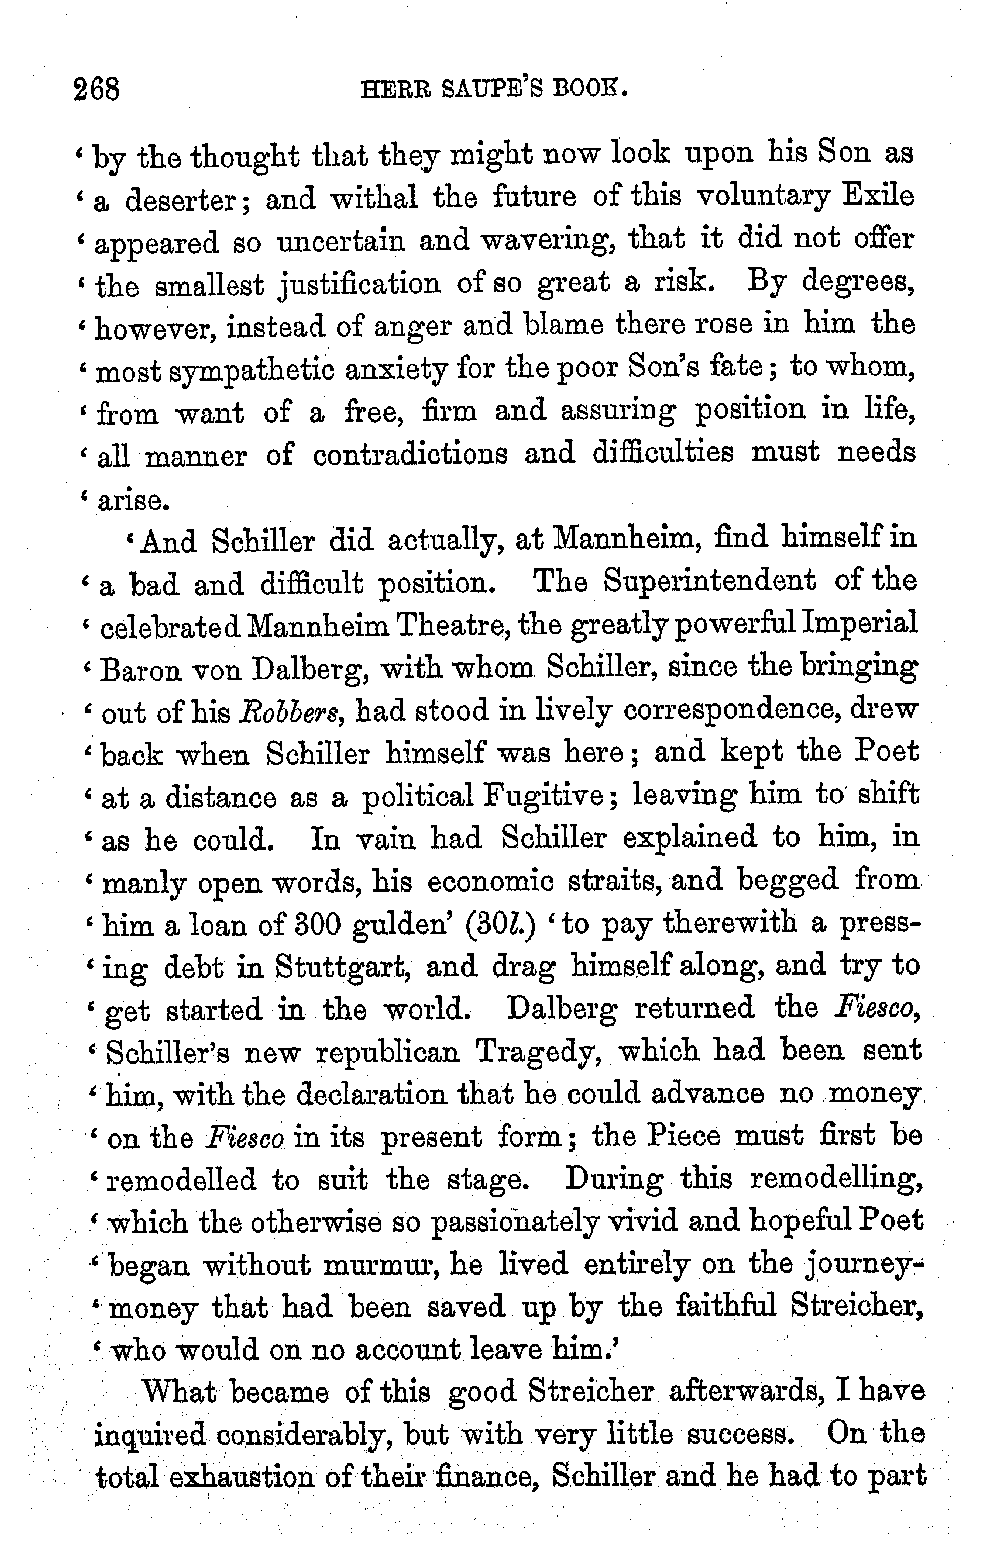 268 HERR SAUPE'S BOOK.
‘ by the thought that they might now look upon his Son as
‘ a deserter; and withal the future of this voluntary Exile
‘ appeared so uncertain and wavering, that it did not offer
‘ the smallest justification of so great a risk. By degrees,
‘ however, instead of anger and blame there rose in him the
‘ most sympathetic anxiety for the poor Son's fate; to whom,
‘ from want of a free, firm and assuring position in life,
‘ all manner of contradictions and difficulties must needs
‘ arise.
‘ And Schiller did actually, at Mannheim, find himself in
‘ a bad and difficult position. The Superintendent of the
‘ celebrated Mannheim Theatre, the greatly powerful Imperial
‘ Baron von Dalberg, with whom Schiller, since the bringing
‘ out of his Robbers, had stood in lively correspondence, drew
‘ back when Schiller himself was here; and kept the Poet
‘ at a distance as a political Fugitive; leaving him to shift
‘ as he could. In vain had Schiller explained to him, in
‘ manly open words, his economic straits, and begged from
‘ him a loan of 300 gulden’ (30l.) ‘ to pay therewith a press-
‘ ing debt in Stuttgart, and drag himself along, and try to
‘ get started in the world. Dalberg returned the Fiesco,
‘ Schiller's new republican Tragedy, which had been sent
‘ him, with the declaration that he could advance no money
‘ on the Fiesco in its present form; the Piece must first be
‘ remodelled to suit the stage. During this remodelling,
‘ which the otherwise so passionately vivid and hopeful Poet
‘ began without murmur, he lived entirely on the journey-
‘ money that had been saved up by the faithful Streicher,
‘ who would on no account leave him.’
What became of this good Streicher afterwards, I have
inquired considerably, but with very little success. On the
total exhaustion of their finance, Schiller and he had to part